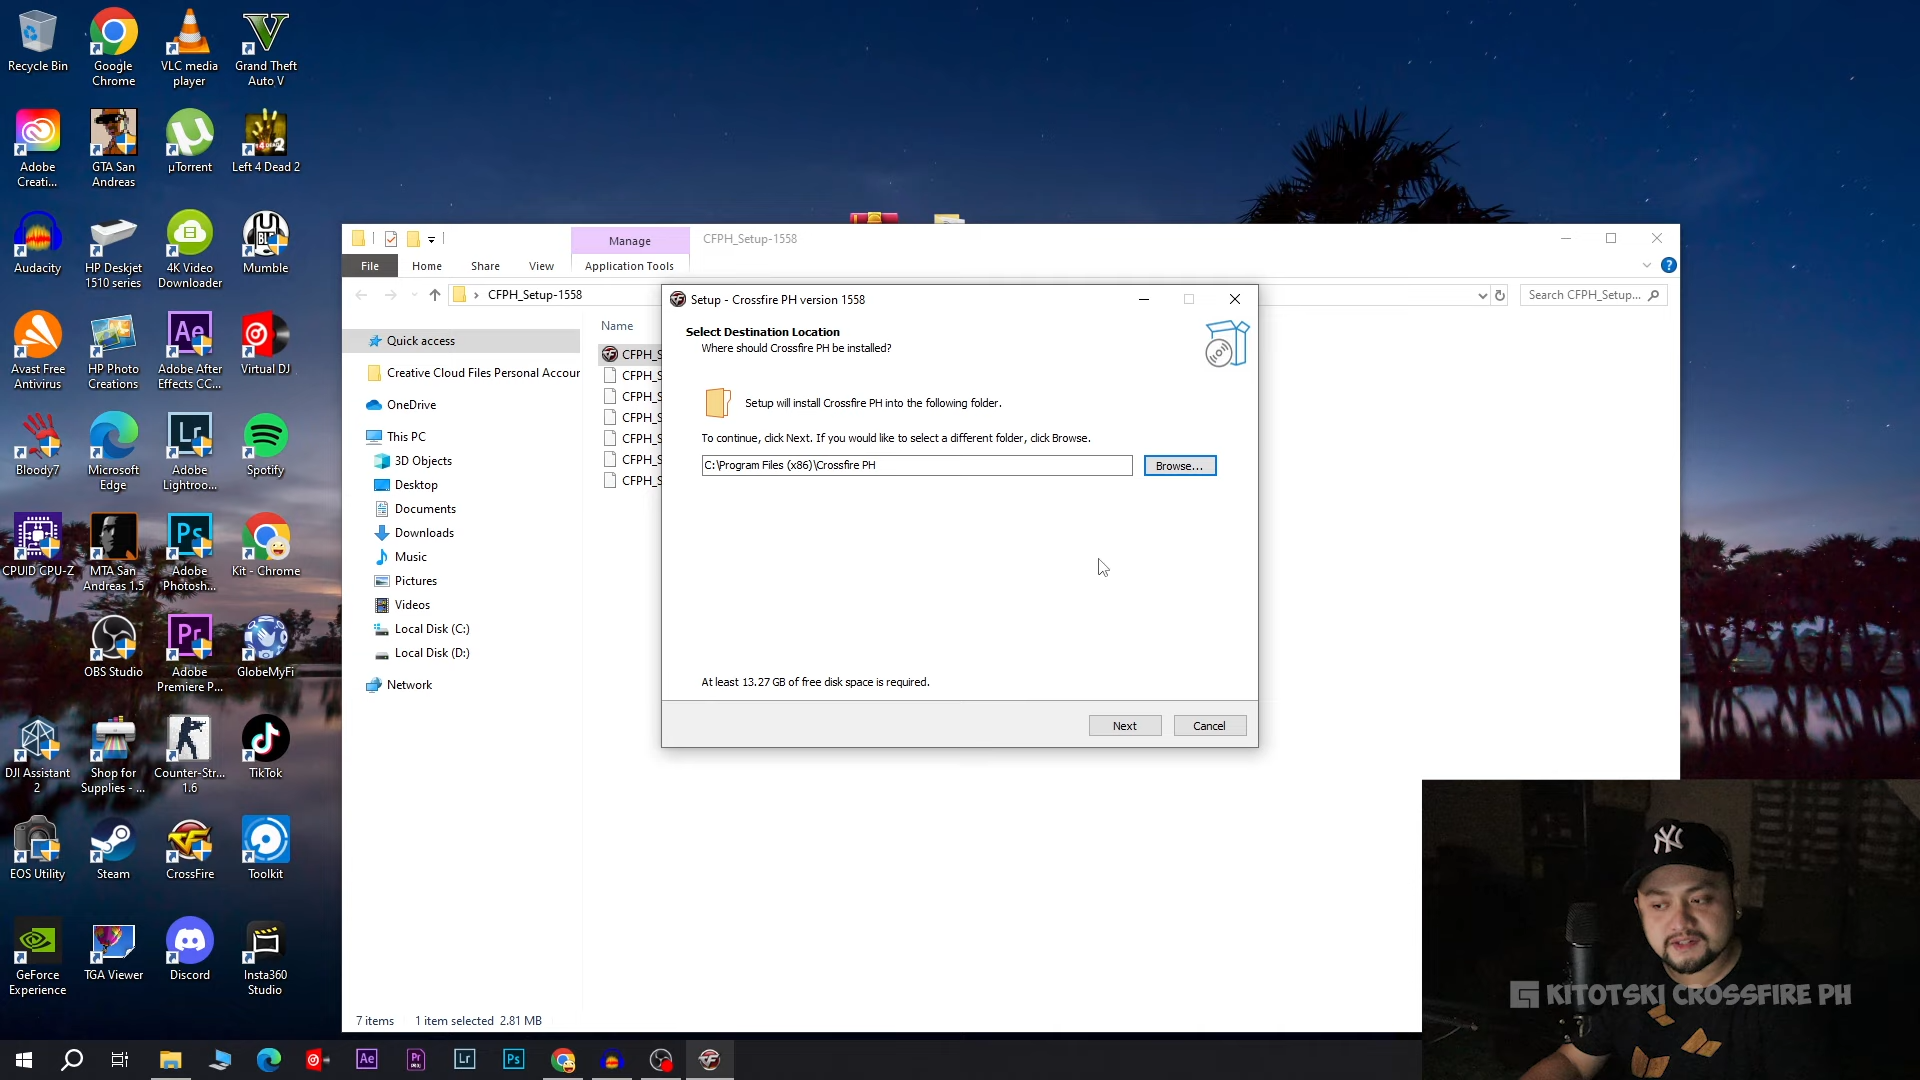 Recycle Bin
Google
Chrome
VLC media
player
Grand Theft
Auto V
Adobe
Creati...
GTA San
Andreas
µTorrent
Left 4 Dead 2
Audacity
HP Deskjet
1510 series
4K Video
Downloader
Mumble
Avast Free
Antivirus
HP Photo
Creations
Adobe After
Effects CC...
Virtual DJ
Bloody7
Microsoft
Edge
Adobe
Lightroo...
Spotify
CPUID CPU-Z
MTA San
Andreas 1.5
Adobe
Photosh...
Kit - Chrome
OBS Studio
Adobe
Premiere P...
GlobeMyFi
DJI Assistant
2
Shop for
Supplies - ...
Counter-Str...
1.6
TikTok
EOS Utility
Steam
CrossFire
Toolkit
GeForce
Experience
TGA Viewer
Discord
Insta360
Studio
Manage
CFPH_Setup-1558
File
Home
Share
View
Application Tools
CFPH_Setup-1558
Search CFPH_Setup...
Quick access
Creative Cloud Files Personal Accour
OneDrive
This PC
3D Objects
Desktop
Documents
Downloads
Music
Pictures
Videos
Local Disk (C:)
Local Disk (D:)
Network
Name
CFPH_S
CFPH_S
CFPH_S
CFPH_S
CFPH_S
CFPH_S
CFPH_S
Setup - Crossfire PH version 1558
Select Destination Location
Where should Crossfire PH be installed?
Setup will install Crossfire PH into the following folder.
To continue, click Next. If you would like to select a different folder, click Browse.
C:\Program Files (x86)\Crossfire PH
Browse...
At least 13.27 GB of free disk space is required.
Next
Cancel
7 items
1 item selected 2.81 MB
NY
KITOTSKI CROSSFIRE PH
Ae
Pr
Lr
Ps